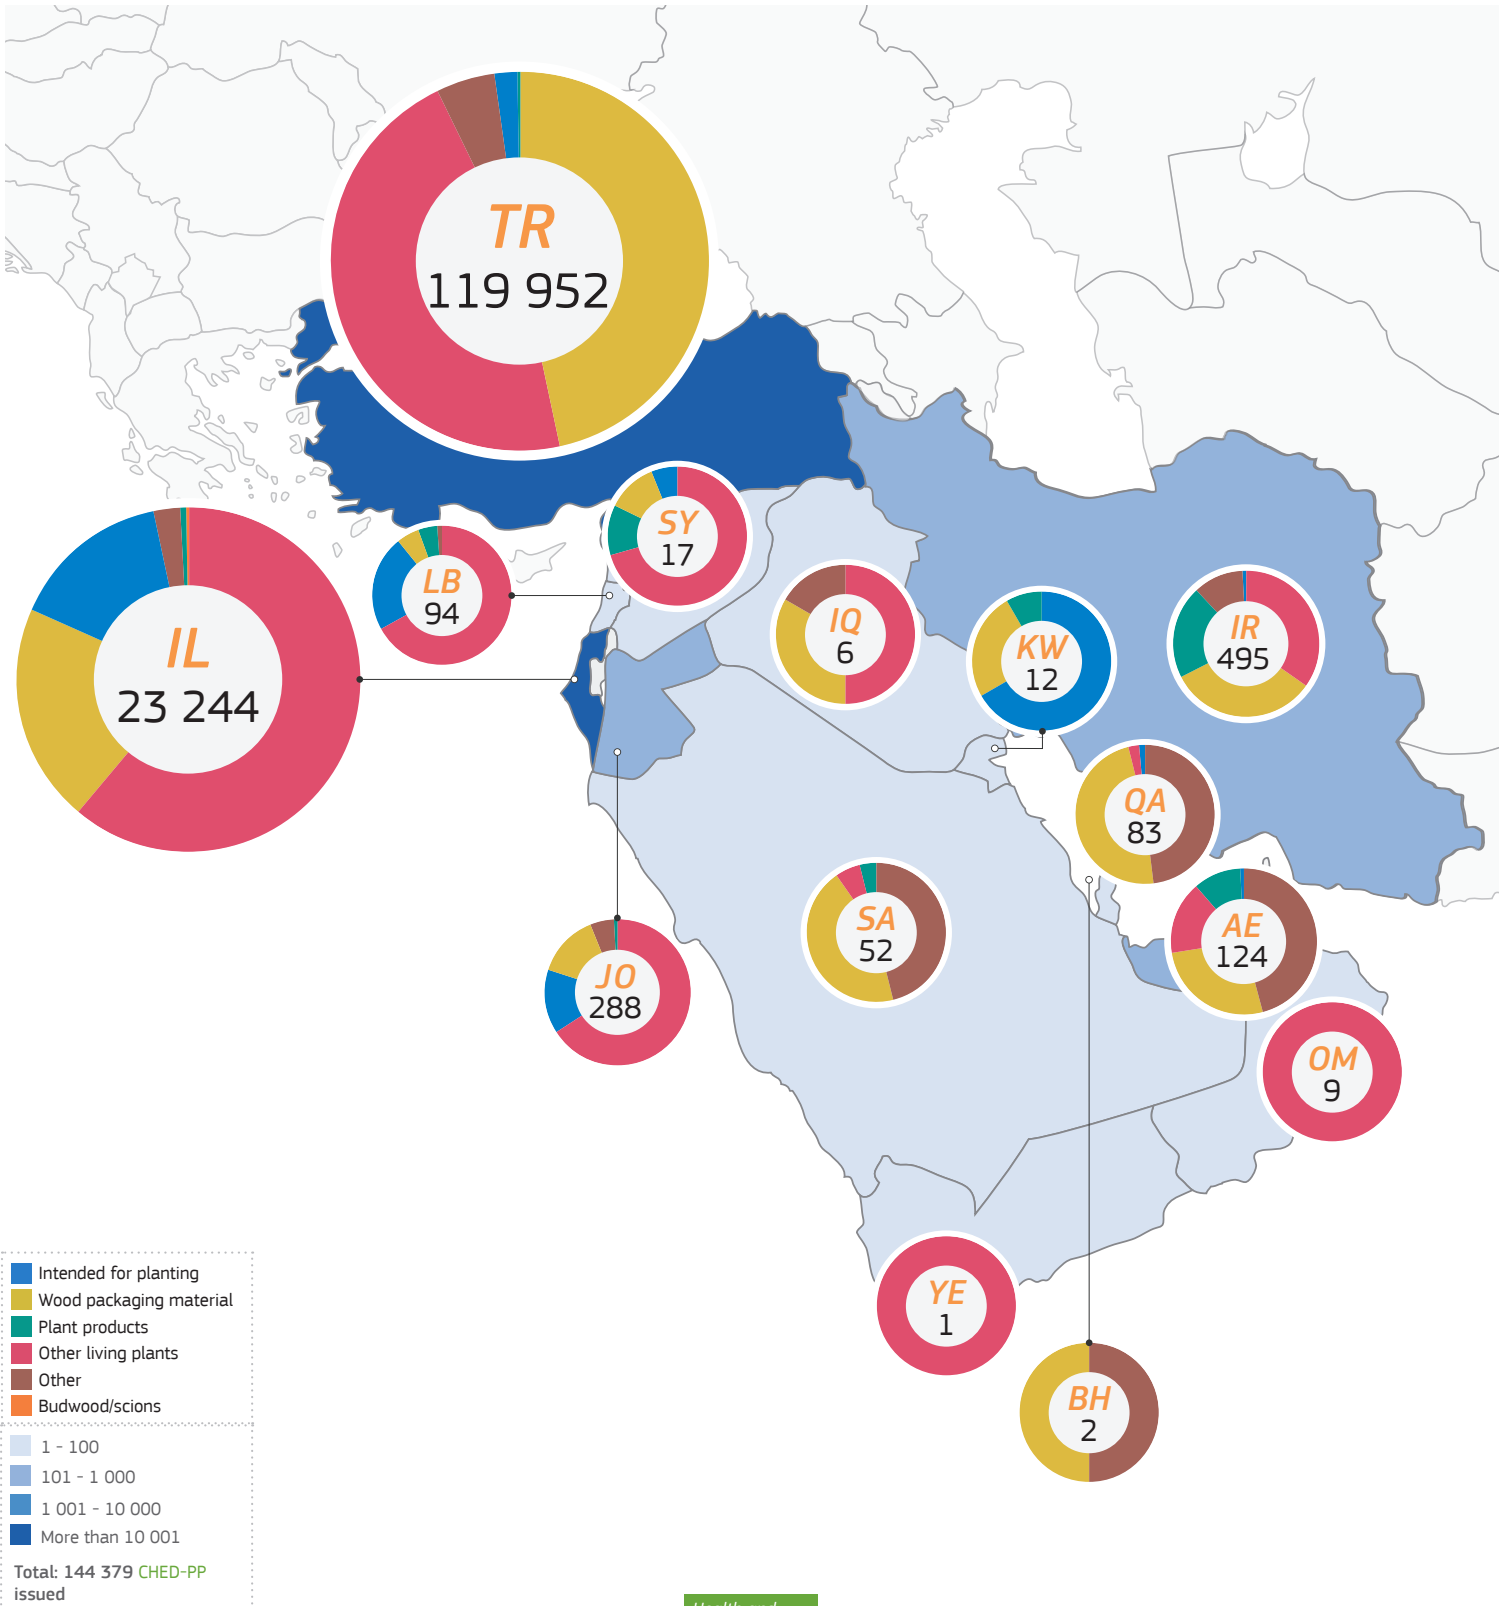 TR
119 952
SY
17
LB
94
IL
23 244
IQ
6
KW
12
IR
495
QA
83
SA
52
AE
124
JO
288
OM
9
YE
1
BH
2
Intended for planting
Wood packaging material
Plant products
Other living plants
Other
Budwood/scions
1 - 100
101 - 1 000
1 001 - 10 000
More than 10 001
Total: 144 379 CHED-PP
issued
Health and